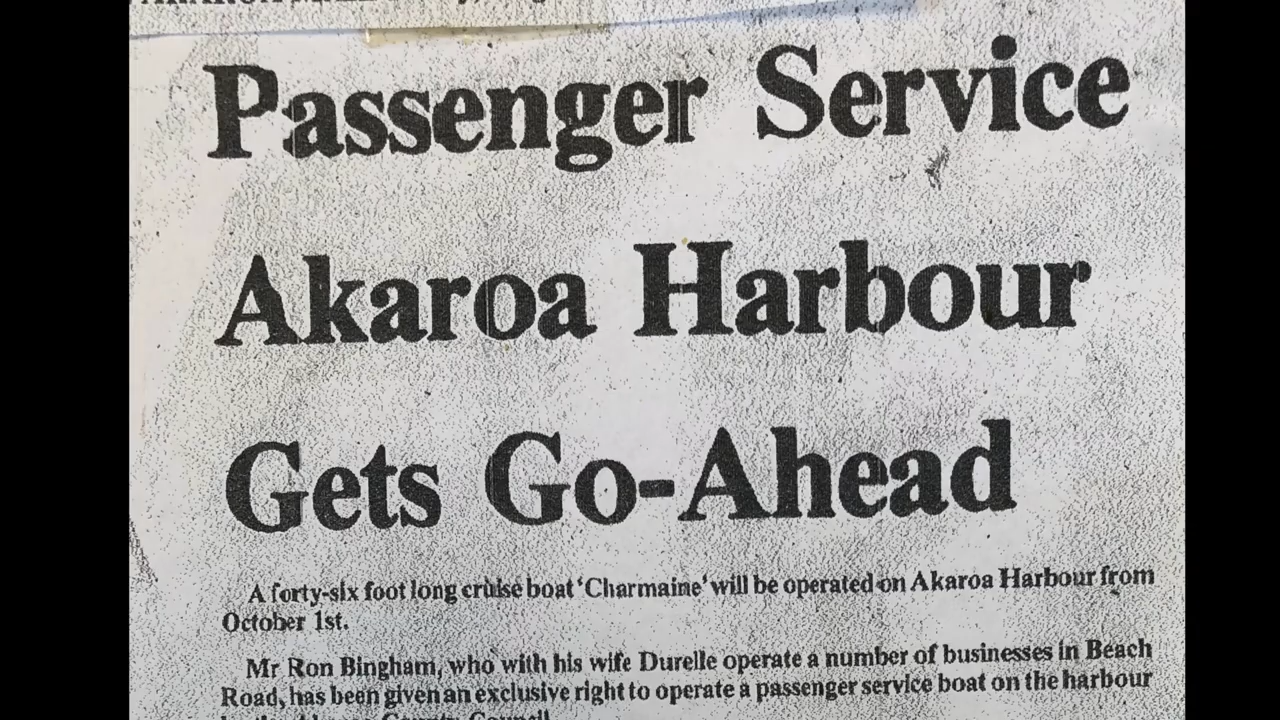 Passenger Service
Akaroa Harbour
Gets Go-Ahead
A forty-six foot long cruise boat ‘Charmaine’ will be operated on Akaroa Harbour from
October 1st.
Mr Ron Bingham, who with his wife Durelle operate a number of businesses in Beach
Road, has been given an exclusive right to operate a passenger service boat on the harbour
County Council